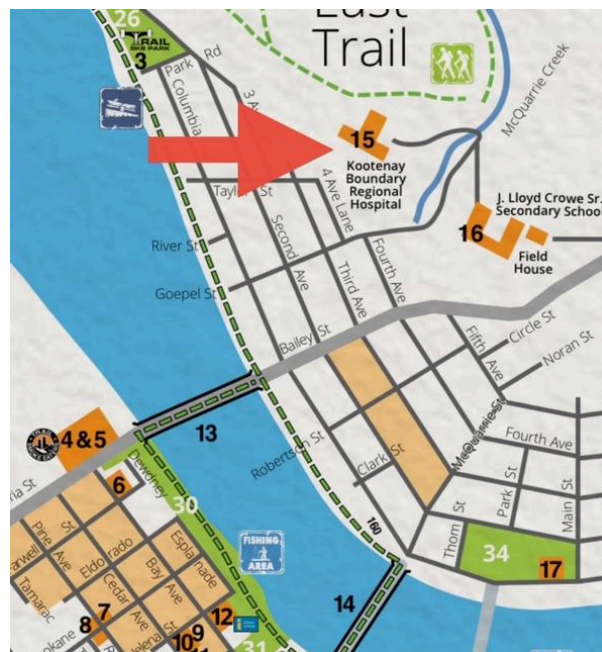 26
East
Trail
TRAIL
SK8 PARK
3
Park Rd
Columbia
McQuarrie Creek
15
Kootenay
Boundary
Regional
Hospital
4 Ave Lane
J. Lloyd Crowe Sr.
Secondary School
16
Field
House
Second Ave
River St
Goepel St
Third Ave
Fourth Ave
Bailey St
Fifth Ave
Circle St
Noran St
13
4 & 5
Robertson St
Clark St
McQuarrie St
Fourth Ave
Dewdney
6
30
160
Thom St
Park St
Main St
34
17
FISHING
AREA
Pine Ave
St
Eldorado
Esplanade
Bay Ave
Cedar Ave
Tamarac
14
7
8
12
9
10
31